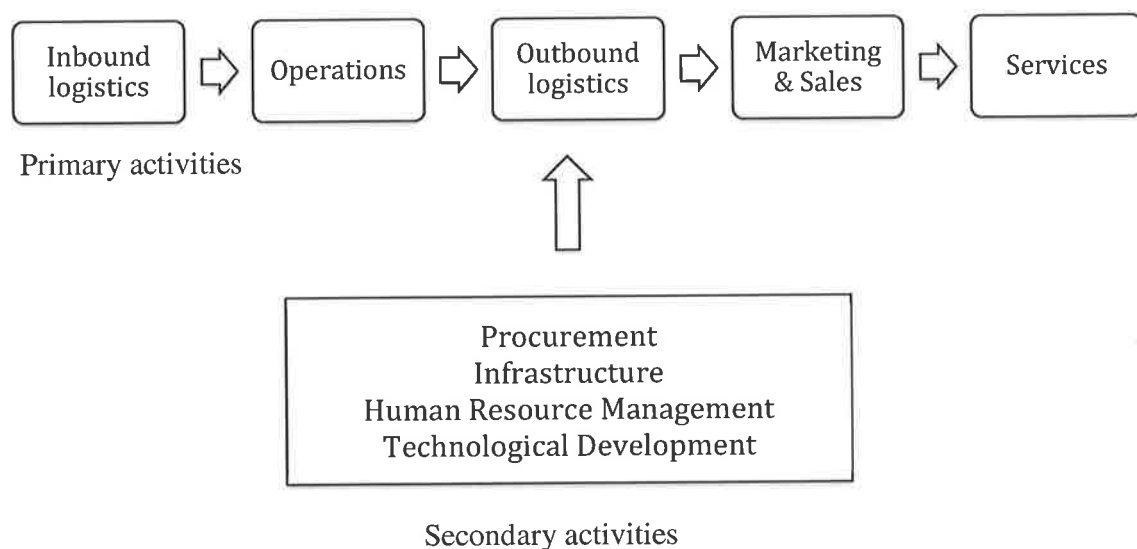 Inbound
logistics
Operations
Outbound
logistics
Marketing
& Sales
Services
Primary activities
Procurement
Infrastructure
Human Resource Management
Technological Development
Secondary activities